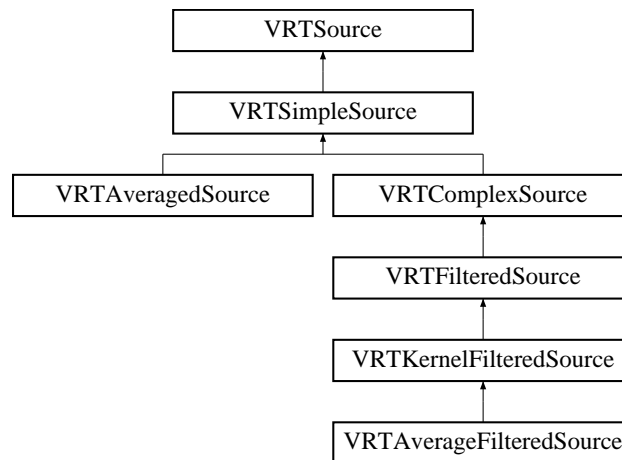 VRTSource
VRTSimpleSource
VRTAveragedSource
VRTComplexSource
VRTFilteredSource
VRTKernelFilteredSource
VRTAverageFilteredSource